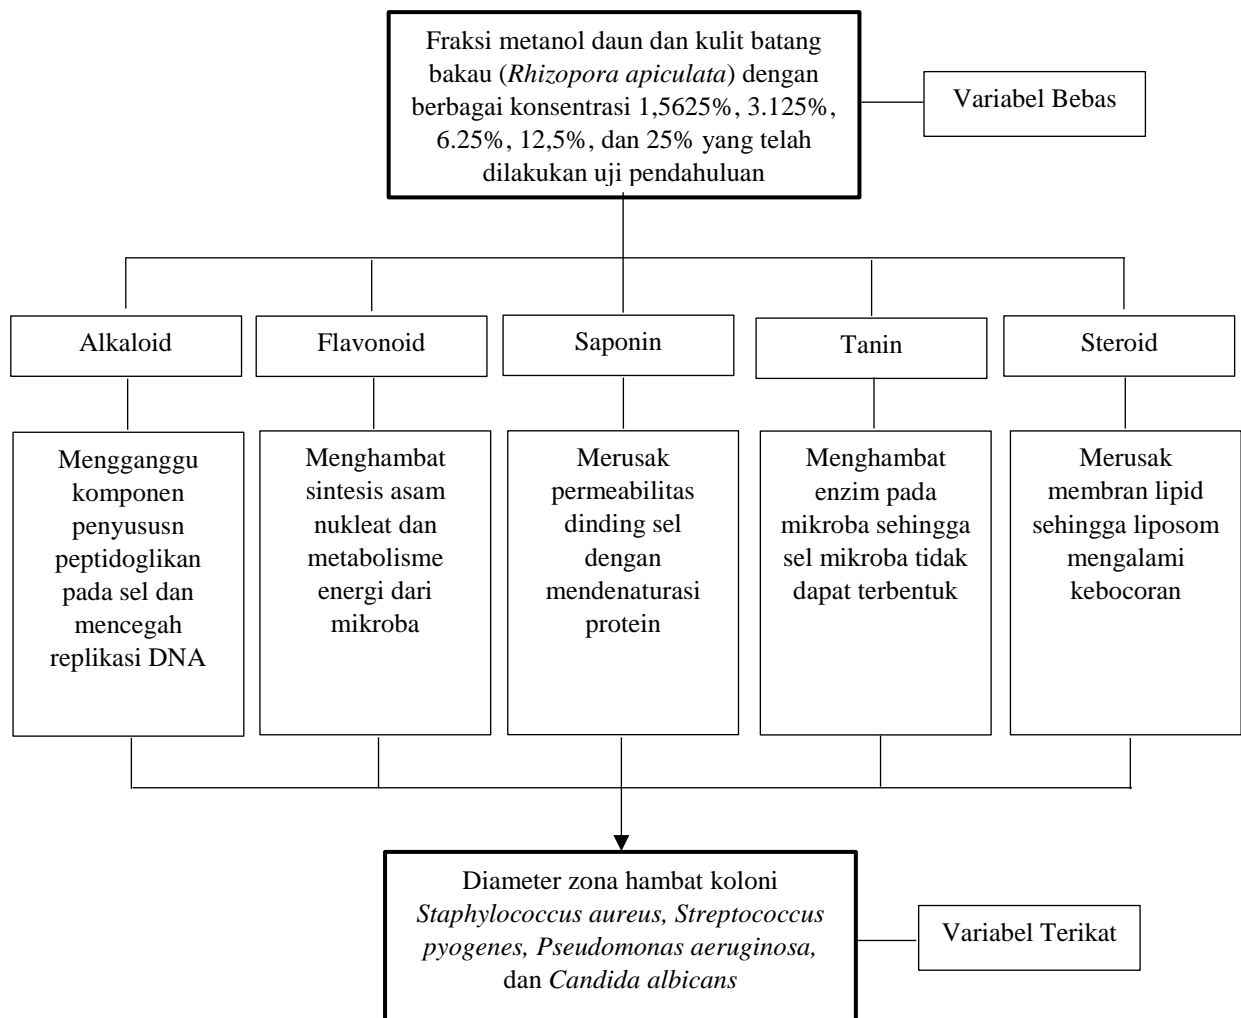 Fraksi metanol daun dan kulit batang
bakau (Rhizopora apiculata) dengan
berbagai konsentrasi 1,5625%, 3.125%,
6.25%, 12,5%, dan 25% yang telah
dilakukan uji pendahuluan
Variabel Bebas
Alkaloid
Flavonoid
Saponin
Tanin
Steroid
Mengganggu
komponen
penyususn
peptidoglikan
pada sel dan
mencegah
replikasi DNA
Menghambat
sintesis asam
nukleat dan
metabolisme
energi dari
mikroba
Merusak
permeabilitas
dinding sel
dengan
mendenaturasi
protein
Menghambat
enzim pada
mikroba sehingga
sel mikroba tidak
dapat terbentuk
Merusak
membran lipid
sehingga liposom
mengalami
kebocoran
Diameter zona hambat koloni
Staphylococcus aureus, Streptococcus
pyogenes, Pseudomonas aeruginosa,
dan Candida albicans
Variabel Terikat